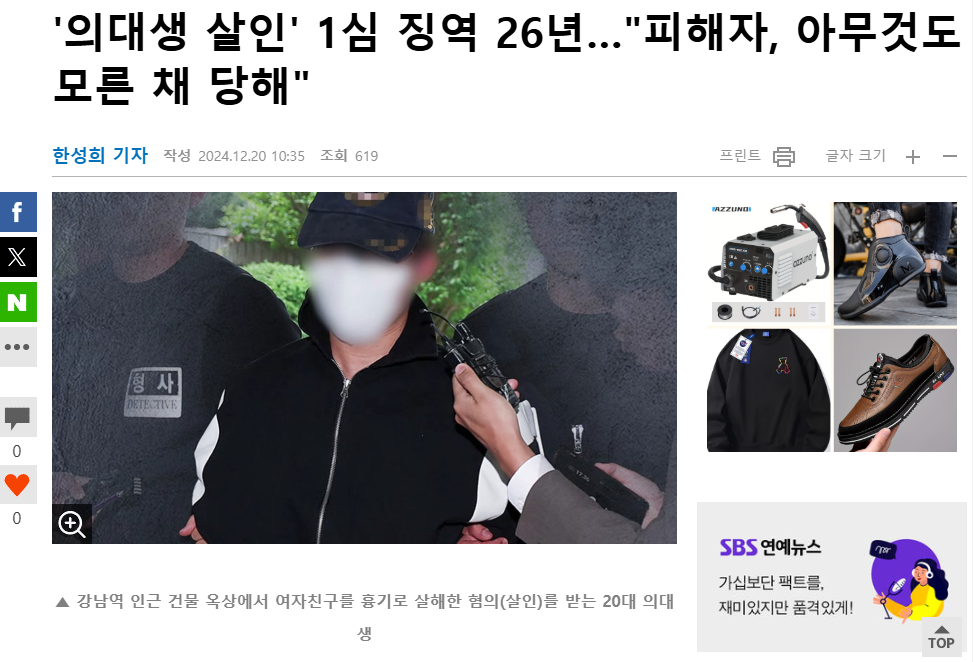 '의대생 살인' 1심 징역 26년…"피해자, 아무것도
모른 채 당해"
한성희 기자 작성 2024.12.20 10:35 조회 619
프린트 글자 크기
f
X
N
0
0
형 사
DETECTIVE
▲ 강남역 인근 건물 옥상에서 여자친구를 흉기로 살해한 혐의(살인)를 받는 20대 의대
생
AZZUNO
AZZUNO
SBS 연예뉴스
가십보단 팩트를,
재미있지만 품격있게!
TOP